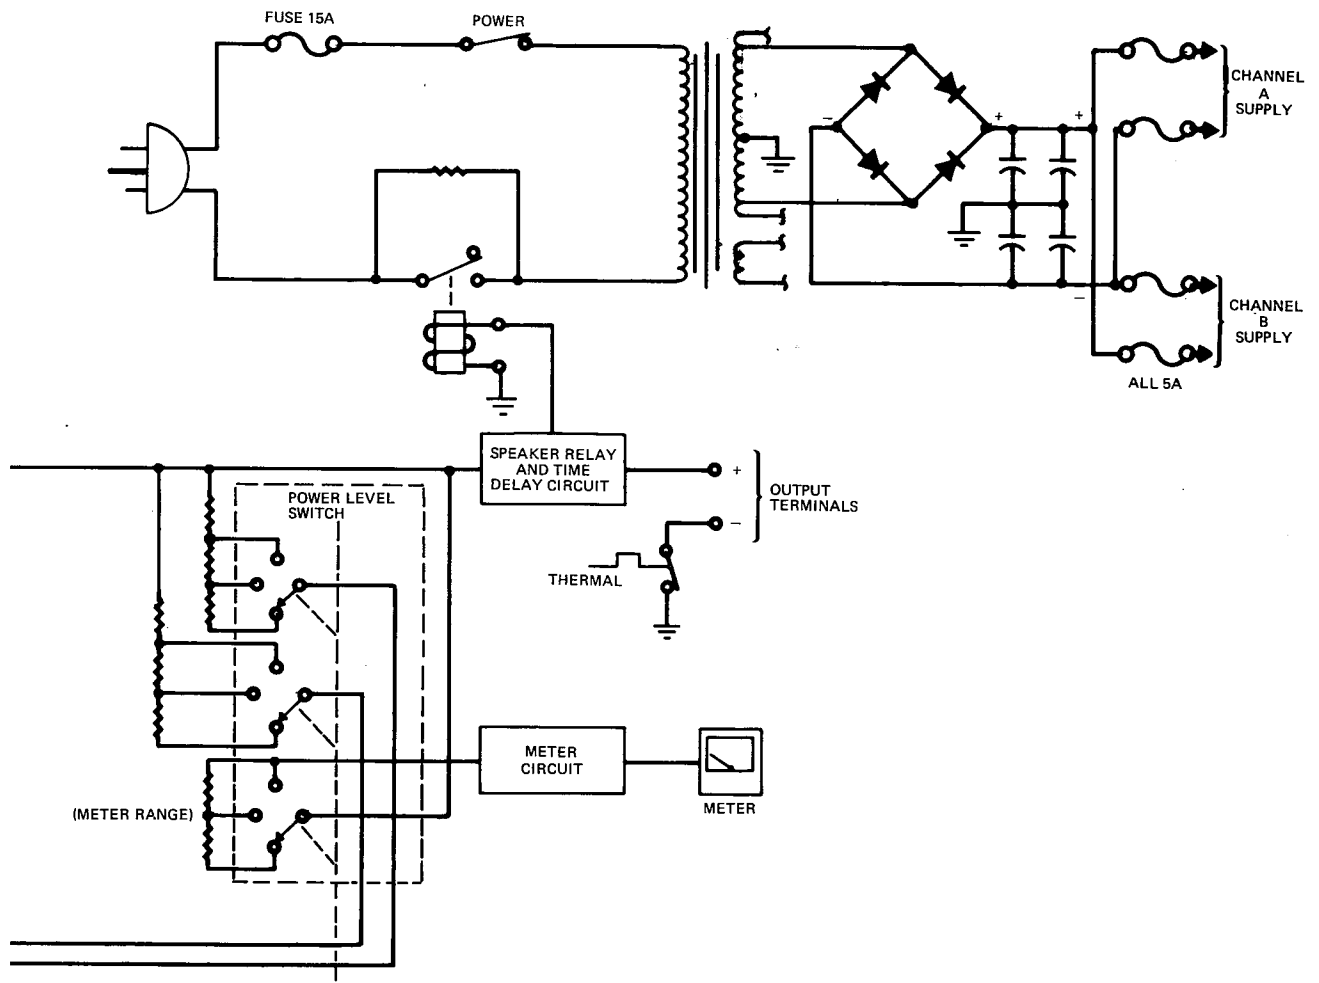 FUSE 15A
POWER
CHANNEL
A
SUPPLY
−
+
+
−
CHANNEL
B
SUPPLY
ALL 5A
SPEAKER RELAY
AND TIME
DELAY CIRCUIT
+
−
OUTPUT
TERMINALS
POWER LEVEL
SWITCH
THERMAL
METER
CIRCUIT
(METER RANGE)
METER